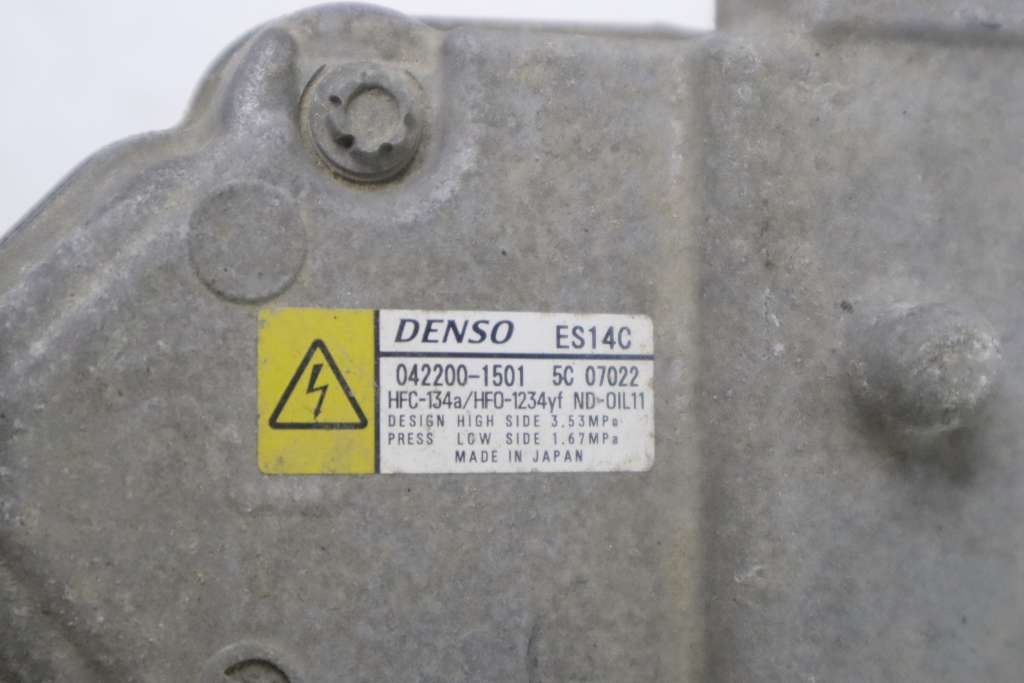 DENSO ES14C
042200-1501 5C 07022
HFC-134a/HFO-1234yf ND-OIL11
DESIGN HIGH SIDE 3.53MPa
PRESS LOW SIDE 1.67MPa
MADE IN JAPAN